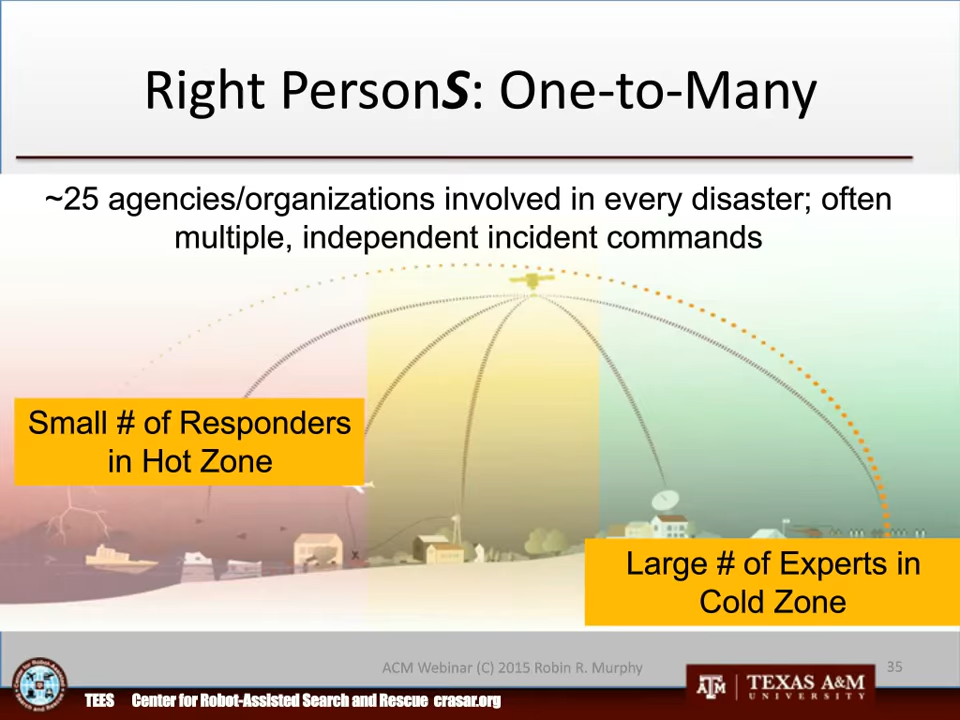 Right PersonS: One-to-Many
~25 agencies/organizations involved in every disaster; often
multiple, independent incident commands
Small # of Responders
in Hot Zone
Large # of Experts in
Cold Zone
ACM Webinar (C) 2015 Robin R. Murphy
35
TEES Center for Robot-Assisted Search and Rescue crasar.org
ATM
TEXAS A&M
UNIVERSITY